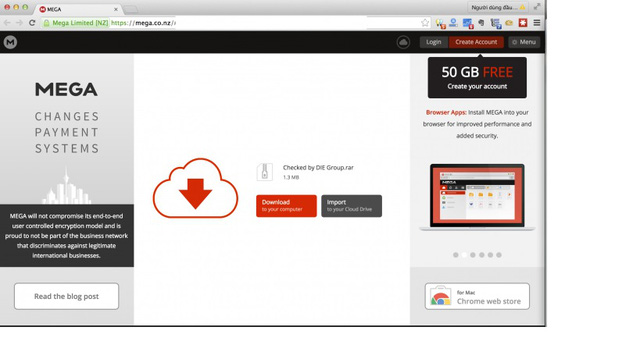 MEGA
Người dùng đầu...
Mega Limited [NZ]
https://mega.co.nz/
M
Login
Create Account
Menu
MEGA
CHANGES
PAYMENT
SYSTEMS
MEGA will not compromise its end-to-end
user controlled encryption model and is
proud to not be part of the business network
that discriminates against legitimate
international businesses.
Read the blog post
Checked by DIE Group.rar
1.3 MB
Download
to your computer
Import
to your Cloud Drive
50 GB FREE
Create your account
Browser Apps: Install MEGA into your
browser for improved performance and
added security.
MEGA
for Mac
Chrome web store